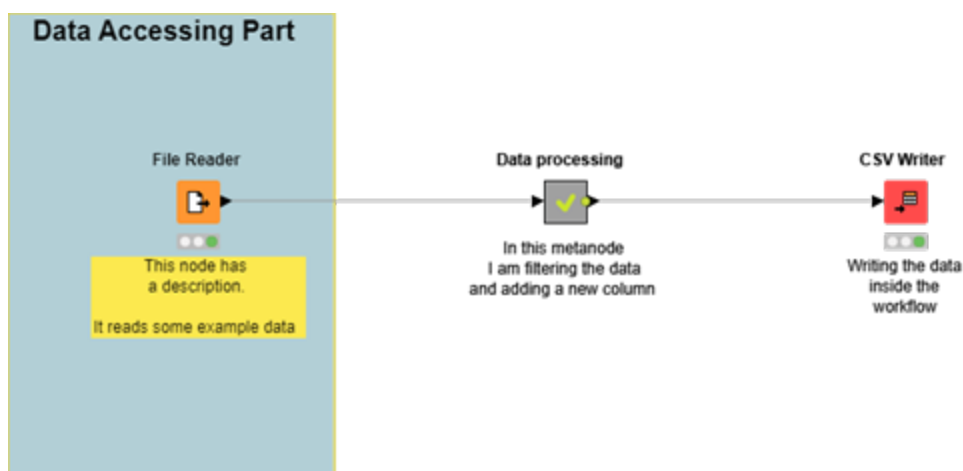 Data Accessing Part
File Reader
This node has
a description.
It reads some example data
Data processing
In this metanode
I am filtering the data
and adding a new column
CSV Writer
Writing the data
inside the
workflow